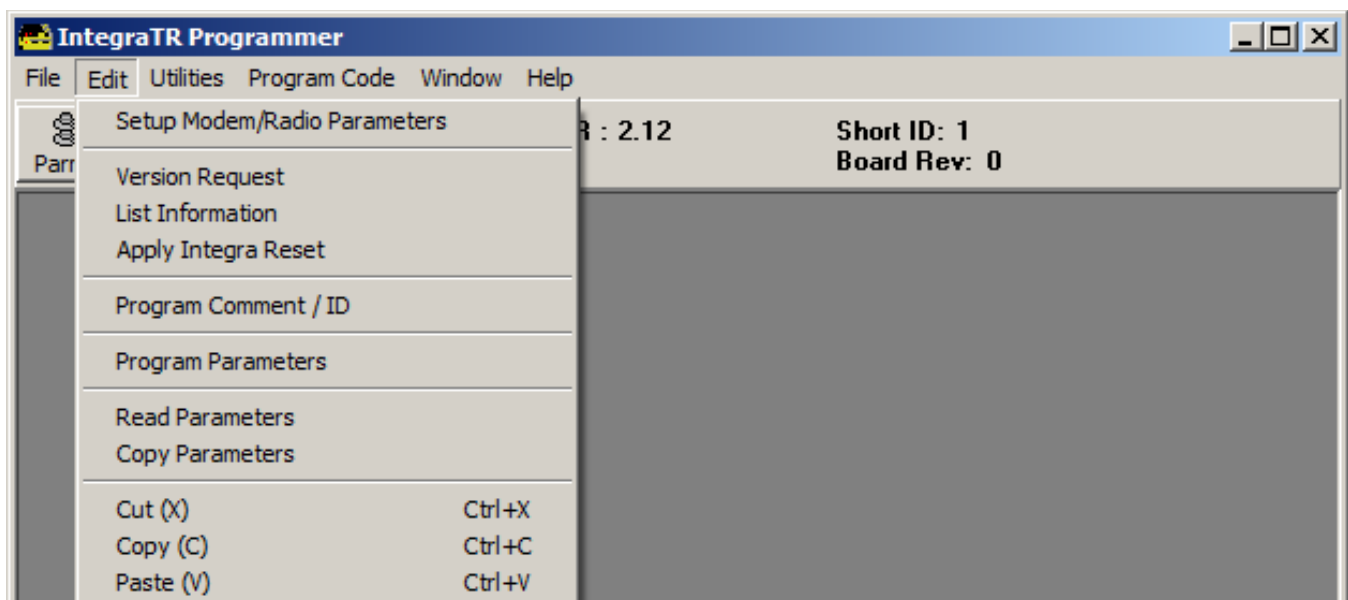 IntegraTR Programmer
File Edit Utilities Program Code Window Help
Setup Modem/Radio Parameters
: 2.12
Short ID: 1
Board Rev: 0
Version Request
List Information
Apply Integra Reset
Program Comment / ID
Program Parameters
Read Parameters
Copy Parameters
Cut (X) Ctrl+X
Copy (C) Ctrl+C
Paste (V) Ctrl+V